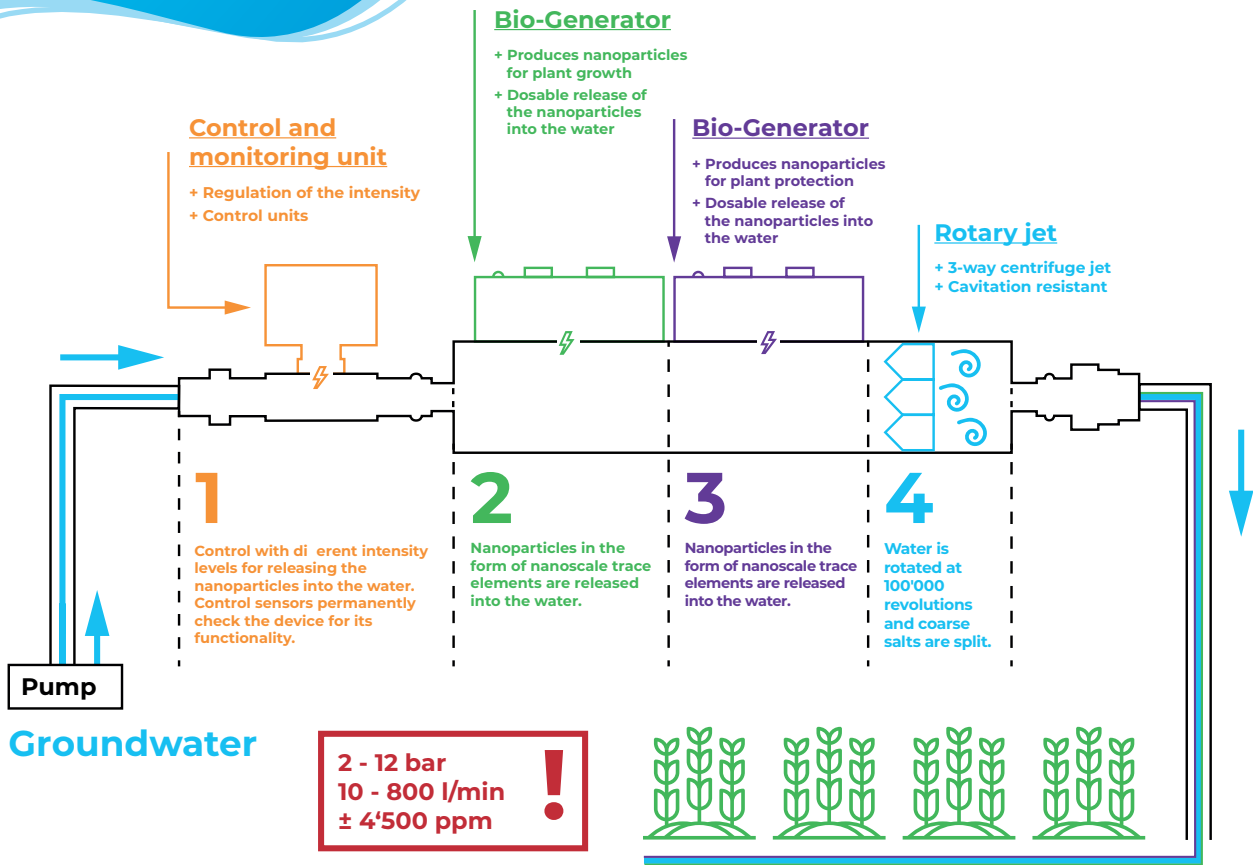 Bio-Generator
+ Produces nanoparticles
for plant growth
+ Dosable release of
the nanoparticles
into the water
Control and
monitoring unit
+ Regulation of the intensity
+ Control units
Bio-Generator
+ Produces nanoparticles
for plant protection
+ Dosable release of
the nanoparticles into
the water
Rotary jet
+ 3-way centrifuge jet
+ Cavitation resistant
1
Control with di erent intensity
levels for releasing the
nanoparticles into the water.
Control sensors permanently
check the device for its
functionality.
2
Nanoparticles in the
form of nanoscale trace
elements are released
into the water.
3
Nanoparticles in the
form of nanoscale trace
elements are released
into the water.
4
Water is
rotated at
100'000
revolutions
and coarse
salts are split.
Pump
Groundwater
2 - 12 bar
10 - 800 l/min
± 4‘500 ppm
!